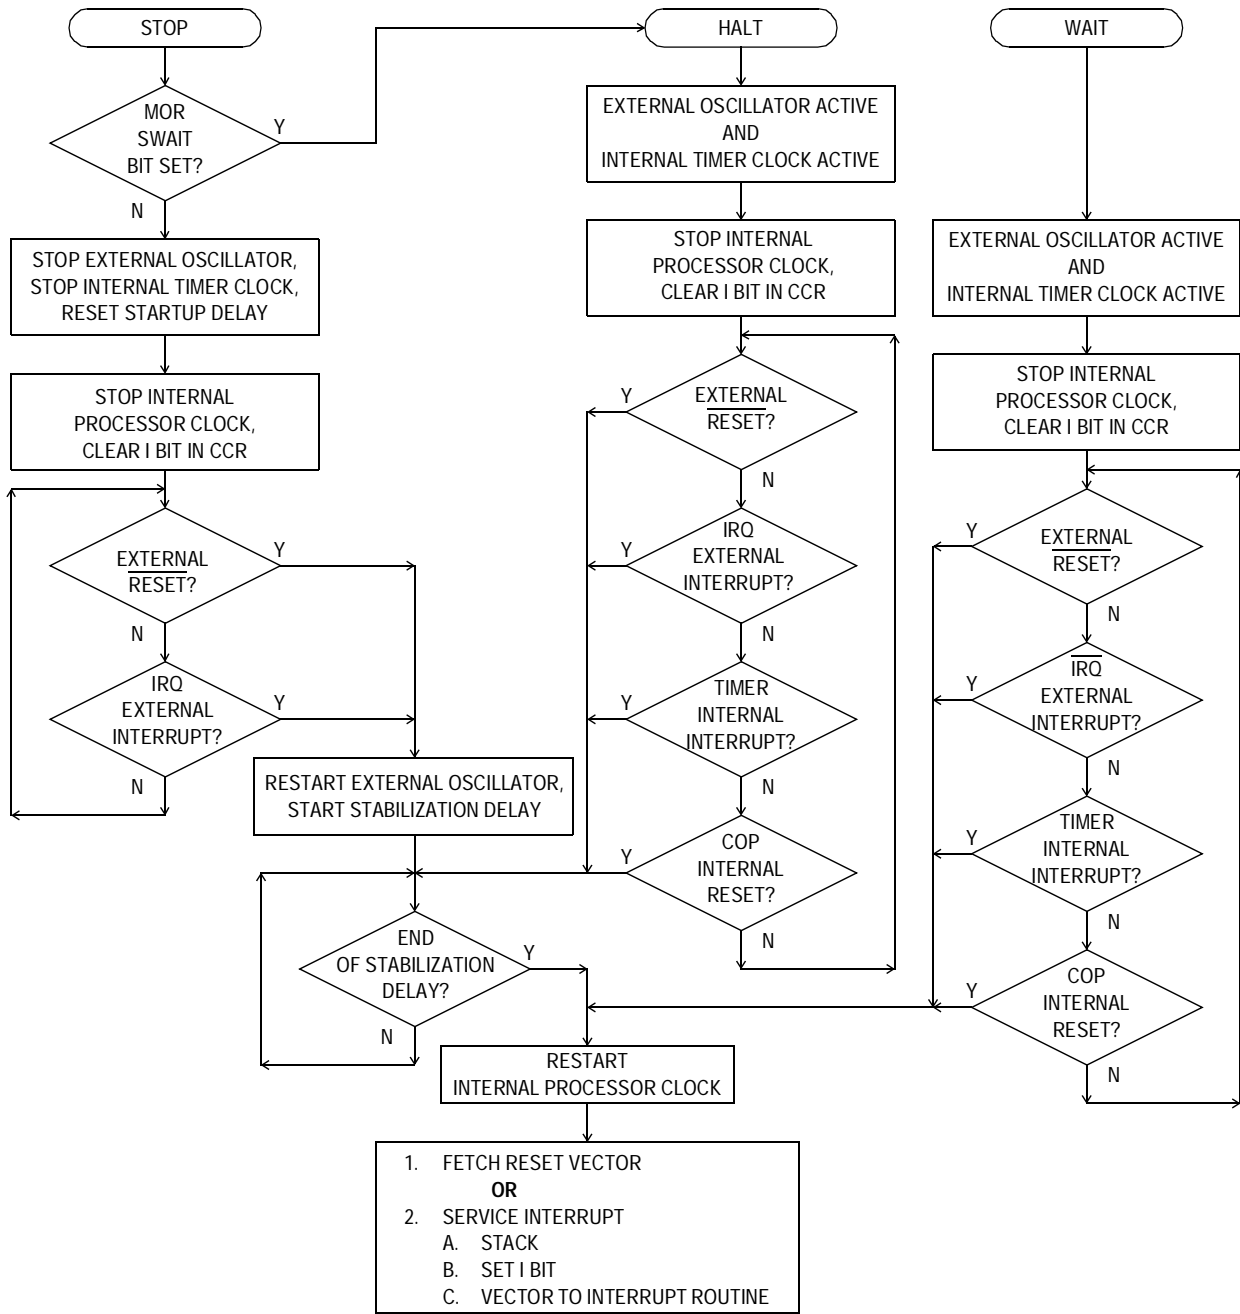 STOP
HALT
WAIT
MOR
SWAIT
BIT SET?
Y
N
STOP EXTERNAL OSCILLATOR,
STOP INTERNAL TIMER CLOCK,
RESET STARTUP DELAY
STOP INTERNAL
PROCESSOR CLOCK,
CLEAR I BIT IN CCR
EXTERNAL
RESET?
Y
N
IRQ
EXTERNAL
INTERRUPT?
Y
N
RESTART EXTERNAL OSCILLATOR,
START STABILIZATION DELAY
END
OF STABILIZATION
DELAY?
Y
N
EXTERNAL OSCILLATOR ACTIVE
AND
INTERNAL TIMER CLOCK ACTIVE
STOP INTERNAL
PROCESSOR CLOCK,
CLEAR I BIT IN CCR
EXTERNAL
RESET?
Y
N
IRQ
EXTERNAL
INTERRUPT?
Y
N
TIMER
INTERNAL
INTERRUPT?
Y
N
COP
INTERNAL
RESET?
Y
N
EXTERNAL OSCILLATOR ACTIVE
AND
INTERNAL TIMER CLOCK ACTIVE
STOP INTERNAL
PROCESSOR CLOCK,
CLEAR I BIT IN CCR
EXTERNAL
RESET?
Y
N
IRQ
EXTERNAL
INTERRUPT?
Y
N
TIMER
INTERNAL
INTERRUPT?
Y
N
COP
INTERNAL
RESET?
Y
N
RESTART
INTERNAL PROCESSOR CLOCK
1. FETCH RESET VECTOR
OR
2. SERVICE INTERRUPT
A. STACK
B. SET I BIT
C. VECTOR TO INTERRUPT ROUTINE